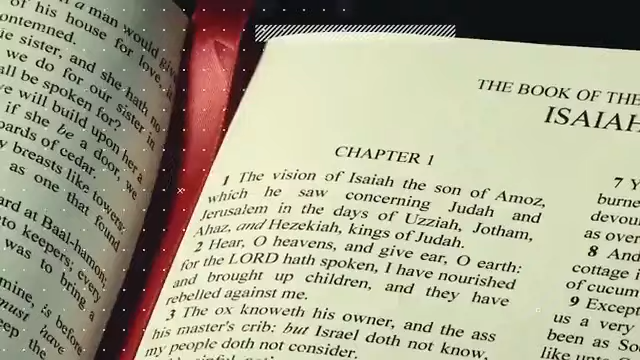 a man would give
of his house for love, it
contemned.
tle sister, and she hath no
we do for our sister in
all be spoken for?
we will build upon her a
if she be a door, we
boards of cedar.
my breasts like towers:
as one that found
ard at Baal-hamon;
nto keepers; every
was to bring a
mine, is before
must have
THE BOOK OF THE
ISAIAH
CHAPTER 1
1 The vision of Isaiah the son of Amoz,
which he saw concerning Judah and
Jerusalem in the days of Uzziah, Jotham,
Ahaz, and Hezekiah, kings of Judah.
2 Hear, O heavens, and give ear, O earth:
for the LORD hath spoken, I have nourished
and brought up children, and they have
rebelled against me.
3 The ox knoweth his owner, and the ass
his master's crib: but Israel doth not know,
my people doth not consider.
7 Y
burne
devou
as over
8 And
cottage i
of cucum
9 Except
us a very
been as So
like unto